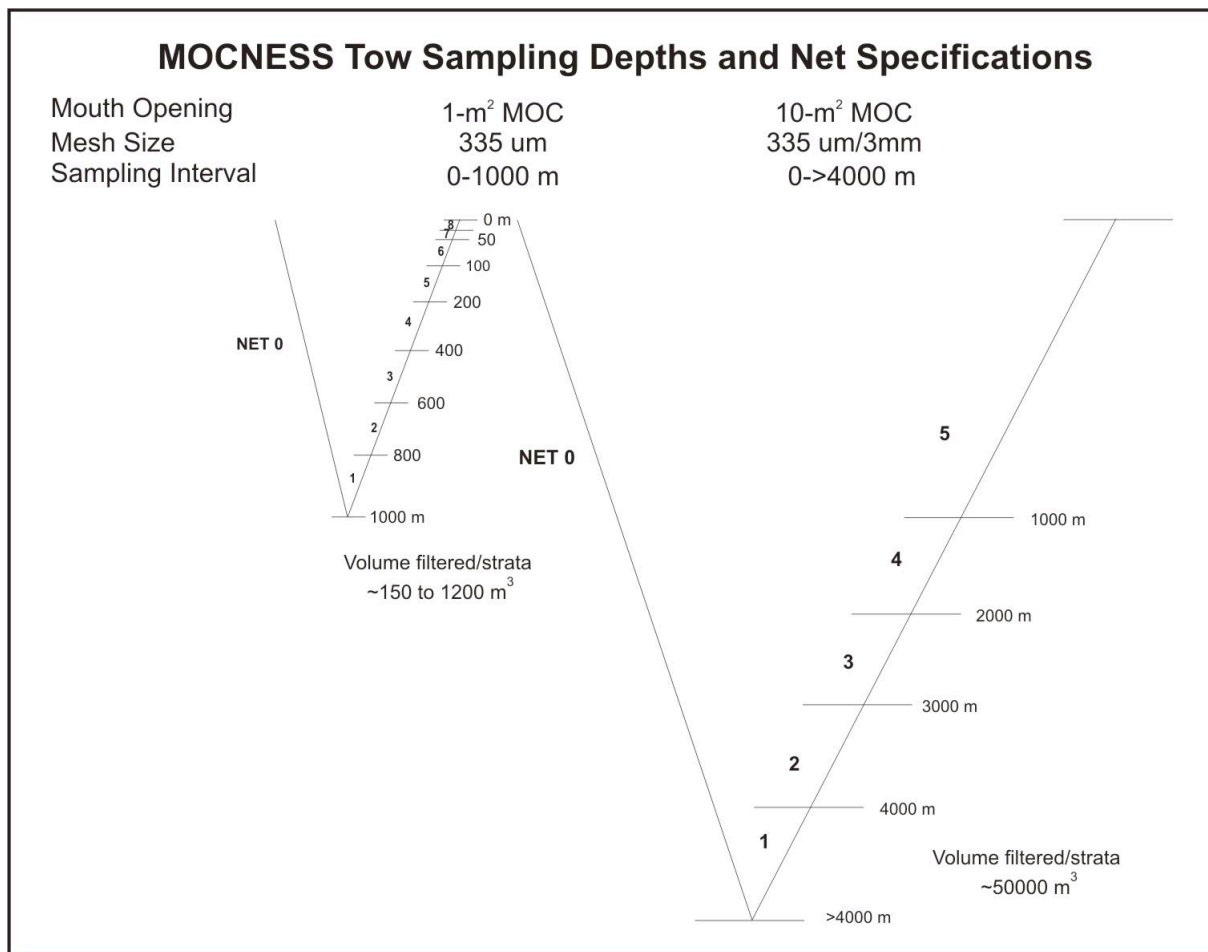 MOCNESS Tow Sampling Depths and Net Specifications
Mouth Opening 1-m² MOC 10-m² MOC
Mesh Size 335 um 335 um/3mm
Sampling Interval 0-1000 m 0->4000 m
8 0 m
7 50
6 100
5 200
4 400
NET 0
3 600
2 800
1 1000 m
Volume filtered/strata
~150 to 1200 m³
NET 0
5
1000 m
4
2000 m
3
3000 m
2
4000 m
1
>4000 m
Volume filtered/strata
~50000 m³